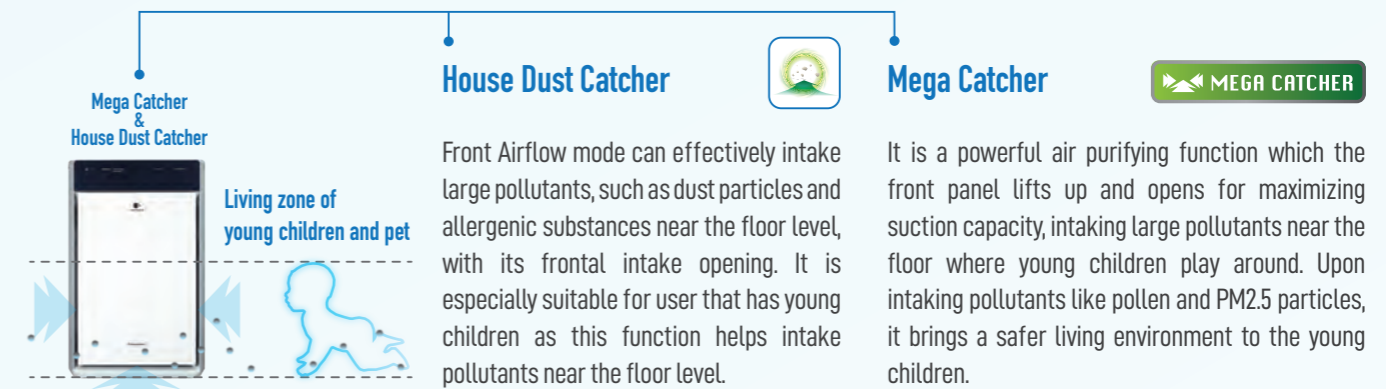 Mega Catcher
&
House Dust Catcher
Living zone of
young children and pet
House Dust Catcher
Front Airflow mode can effectively intake
large pollutants, such as dust particles and
allergenic substances near the floor level,
with its frontal intake opening. It is
especially suitable for user that has young
children as this function helps intake
pollutants near the floor level.
Mega Catcher
MEGA CATCHER
It is a powerful air purifying function which the
front panel lifts up and opens for maximizing
suction capacity, intaking large pollutants near the
floor where young children play around. Upon
intaking pollutants like pollen and PM2.5 particles,
it brings a safer living environment to the young
children.